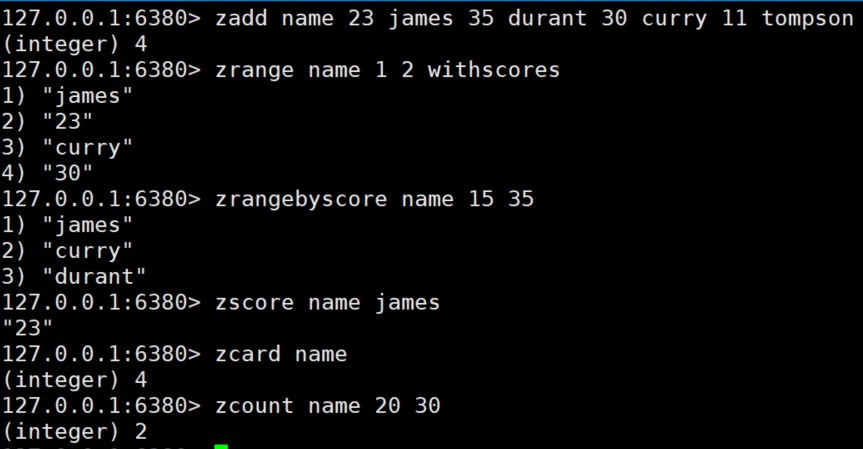 127.0.0.1:6380> zadd name 23 james 35 durant 30 curry 11 tompson
(integer) 4
127.0.0.1:6380> zrange name 1 2 withscores
1) "james"
2) "23"
3) "curry"
4) "30"
127.0.0.1:6380> zrangebyscore name 15 35
1) "james"
2) "curry"
3) "durant"
127.0.0.1:6380> zscore name james
"23"
127.0.0.1:6380> zcard name
(integer) 4
127.0.0.1:6380> zcount name 20 30
(integer) 2